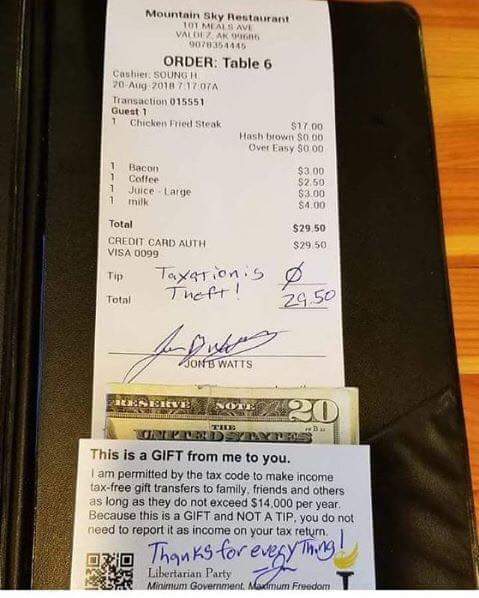 Mountain Sky Restaurant
101 MEALS AVE
VALDEZ, AK 99686
9078354445
ORDER: Table 6
Cashier: SOUNG H
20-Aug-2018 7:17:07A
Transaction 015551
Guest 1
1 Chicken Fried Steak $17.00
Hash brown $0.00
Over Easy $0.00
1 Bacon $3.00
1 Coffee $2.50
1 Juice - Large $3.00
1 milk $4.00
Total $29.50
CREDIT CARD AUTH $29.50
VISA 0099
Tip Taxation is Ø
Theft!
Total 29.50
JON B WATTS
RESERVE NOTE 20
THE
UNITED STATES
This is a GIFT from me to you.
I am permitted by the tax code to make income
tax-free gift transfers to family, friends and others
as long as they do not exceed $14,000 per year.
Because this is a GIFT and NOT A TIP, you do not
need to report it as income on your tax return.
Thanks for everything!
Libertarian Party
Minimum Government, Maximum Freedom